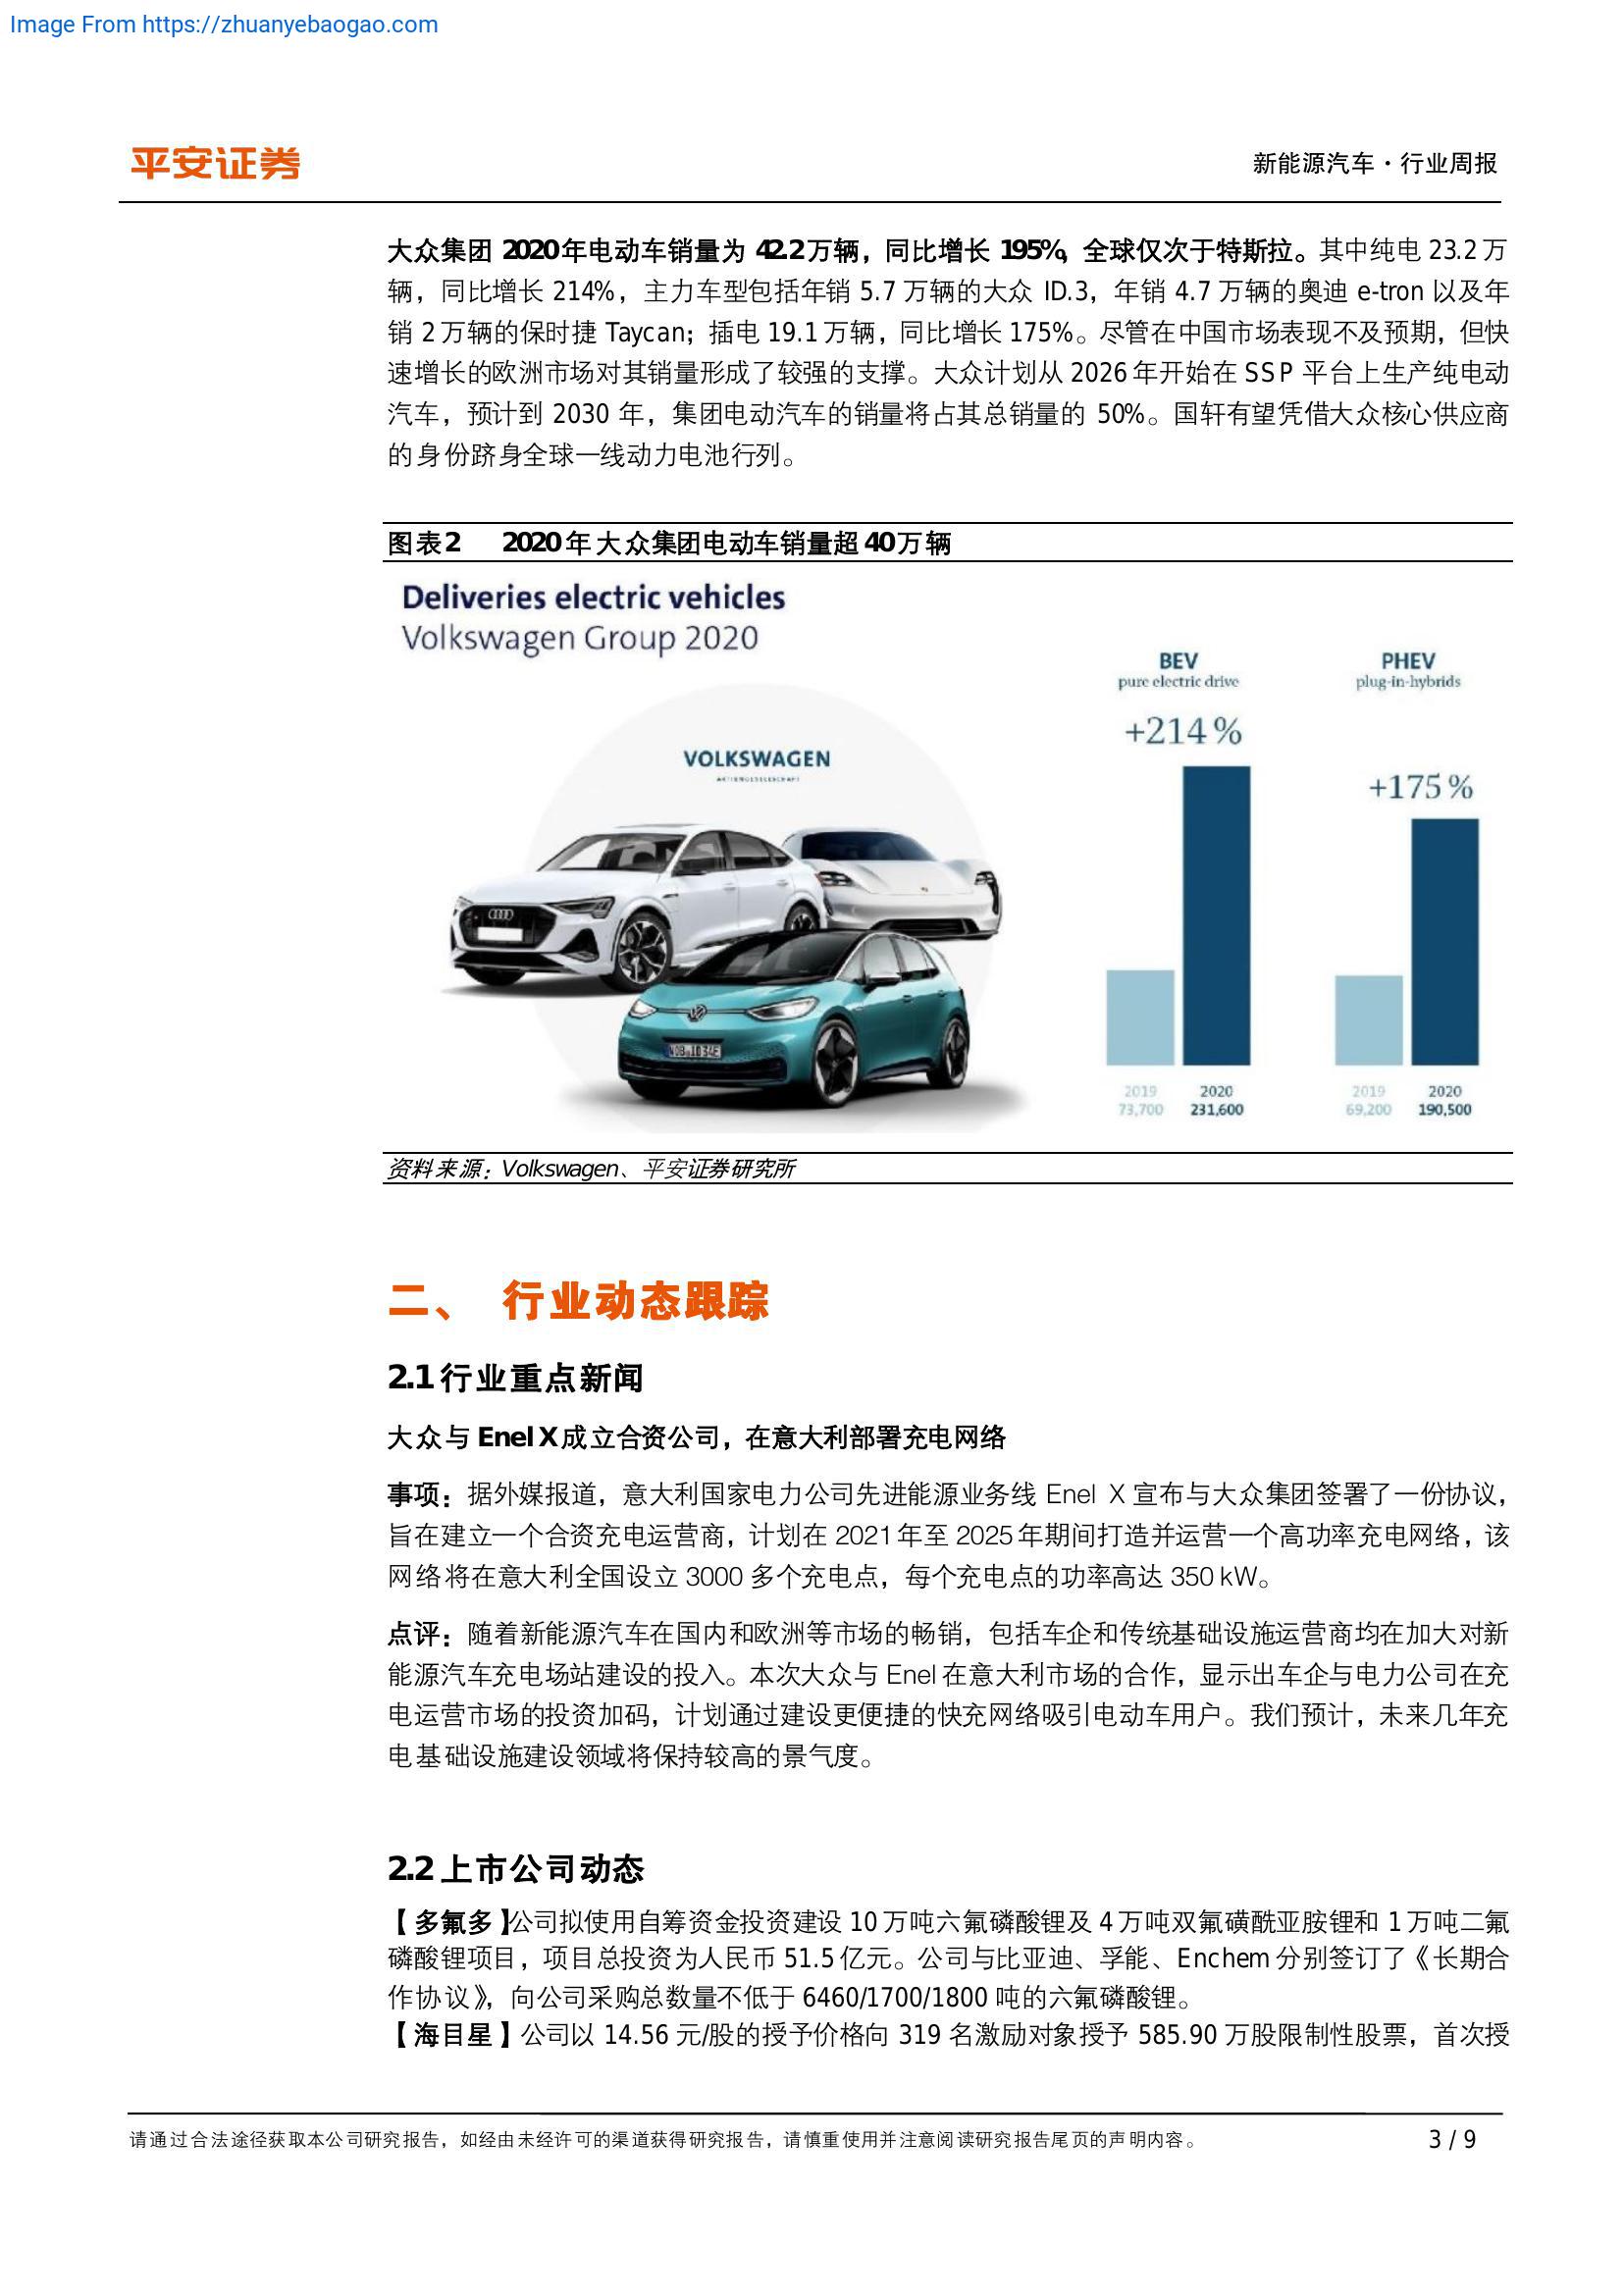 Image From https://zhuanyebaogao.com
平安证券
新能源汽车·行业周报
大众集团 2020年电动车销量为 42.2万辆，同比增长 195%，全球仅次于特斯拉。其中纯电 23.2 万
辆，同比增长 214%，主力车型包括年销 5.7 万辆的大众 ID.3，年销 4.7 万辆的奥迪 e-tron 以及年
销 2 万辆的保时捷 Taycan；插电 19.1 万辆，同比增长 175%。尽管在中国市场表现不及预期，但快
速增长的欧洲市场对其销量形成了较强的支撑。大众计划从 2026 年开始在 SSP 平台上生产纯电动
汽车，预计到 2030 年，集团电动汽车的销量将占其总销量的 50%。国轩有望凭借大众核心供应商
的身份跻身全球一线动力电池行列。
图表2 2020年大众集团电动车销量超40万辆
Deliveries electric vehicles
Volkswagen Group 2020
BEV
pure electric drive
PHEV
plug-in-hybrids
+214%
+175%
VOLKSWAGEN
AKTIENGESELLSCHAFT
2019 2020 2019 2020
73,700 231,600 69,200 190,500
资料来源：Volkswagen、平安证券研究所
二、 行业动态跟踪
2.1 行业重点新闻
大众与 Enel X 成立合资公司，在意大利部署充电网络
事项：据外媒报道，意大利国家电力公司先进能源业务线 Enel X 宣布与大众集团签署了一份协议，
旨在建立一个合资充电运营商，计划在 2021 年至 2025 年期间打造并运营一个高功率充电网络，该
网络将在意大利全国设立 3000 多个充电点，每个充电点的功率高达 350 kW。
点评：随着新能源汽车在国内和欧洲等市场的畅销，包括车企和传统基础设施运营商均在加大对新
能源汽车充电场站建设的投入。本次大众与 Enel 在意大利市场的合作，显示出车企与电力公司在充
电运营市场的投资加码，计划通过建设更便捷的快充网络吸引电动车用户。我们预计，未来几年充
电基础设施建设领域将保持较高的景气度。
2.2 上市公司动态
【多氟多】公司拟使用自筹资金投资建设 10 万吨六氟磷酸锂及 4 万吨双氟磺酰亚胺锂和 1 万吨二氟
磷酸锂项目，项目总投资为人民币 51.5 亿元。公司与比亚迪、孚能、Enchem 分别签订了《长期合
作协议》，向公司采购总数量不低于 6460/1700/1800 吨的六氟磷酸锂。
【海目星】公司以 14.56 元/股的授予价格向 319 名激励对象授予 585.90 万股限制性股票，首次授
请通过合法途径获取本公司研究报告，如经由未经许可的渠道获得研究报告，请慎重使用并注意阅读研究报告尾页的声明内容。 3 / 9